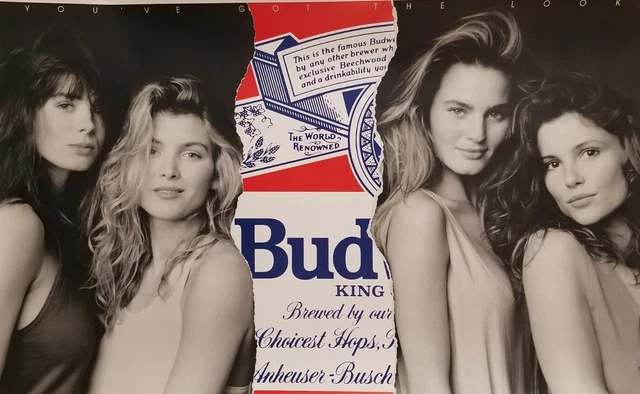 YOU'VE GOT THE LOOK
This is the famous Budw
by any other brewer wh
exclusive Beechwood
and a drinkability you
THE WORLD
RENOWNED
Bud
KING
Brewed by our
Choicest Hops,
Anheuser-Busch